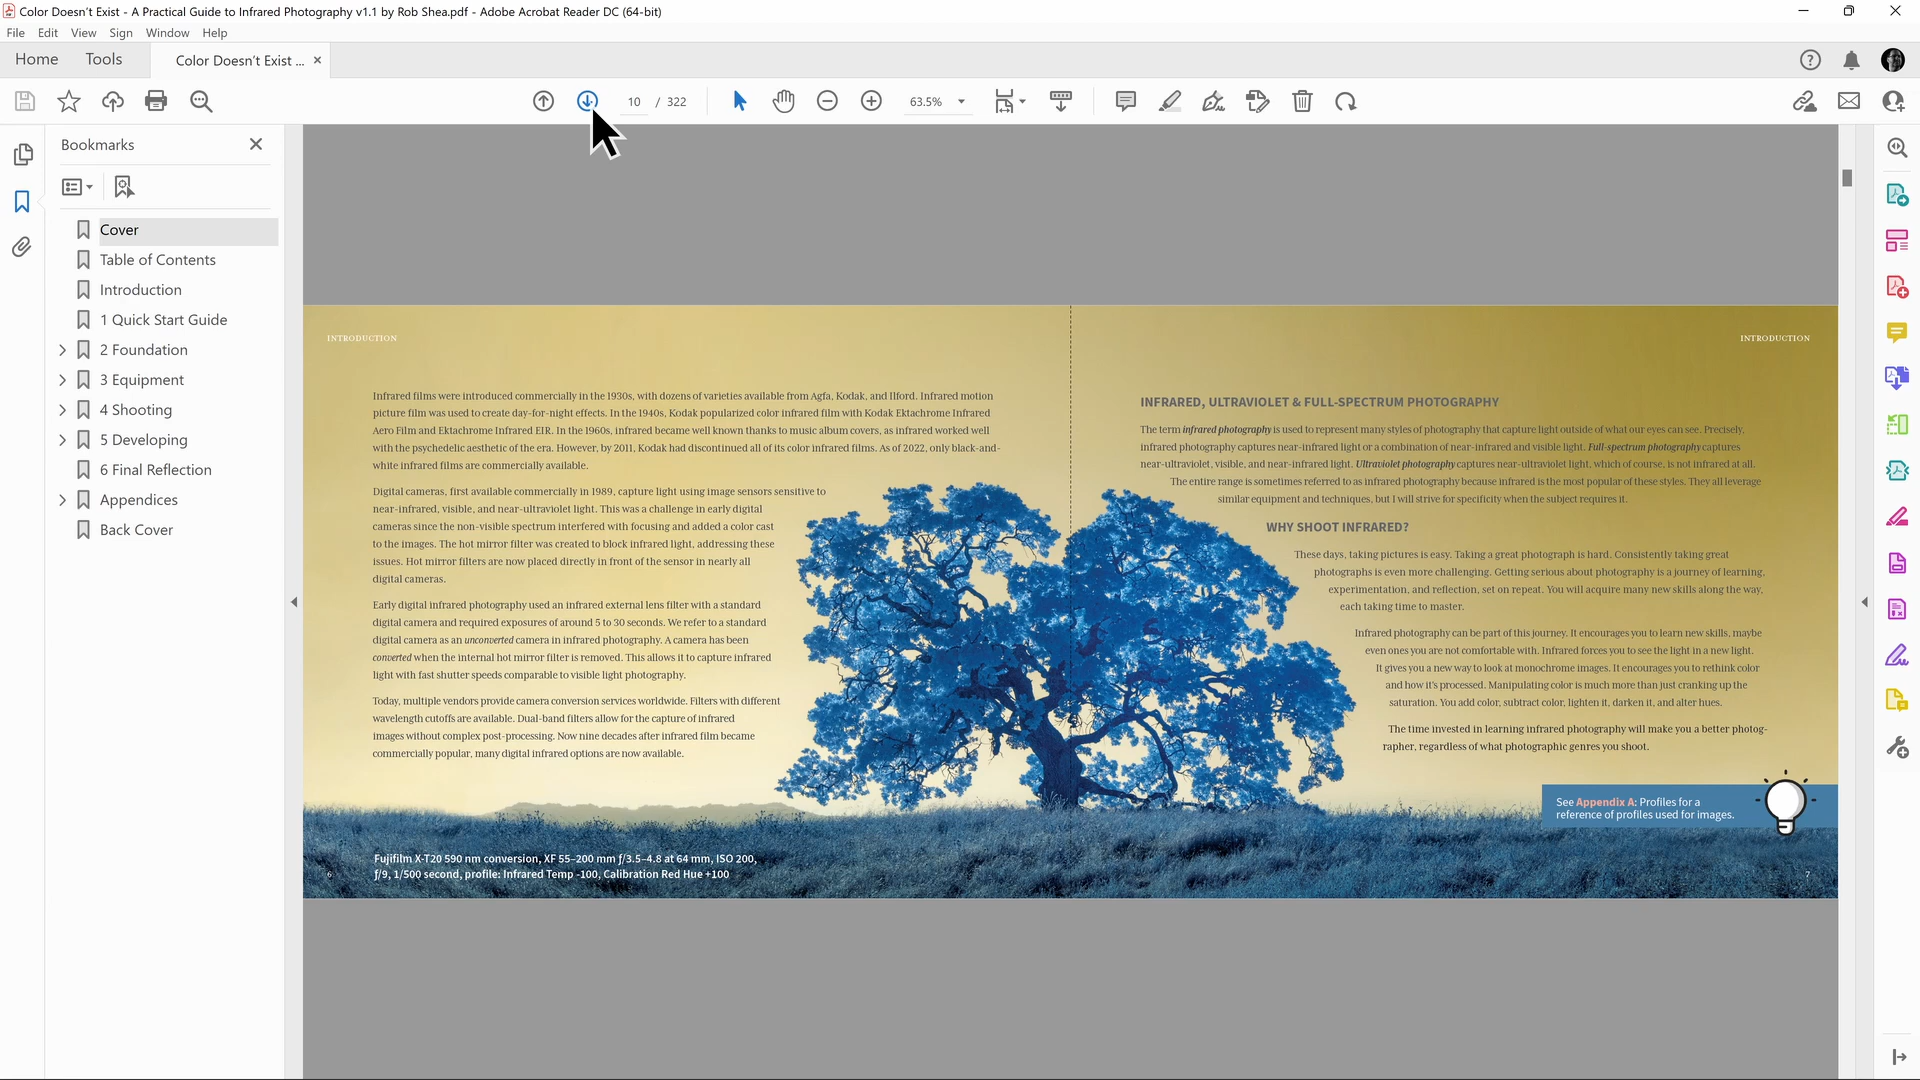 Color Doesn't Exist - A Practical Guide to Infrared Photography v1.1 by Rob Shea.pdf - Adobe Acrobat Reader DC (64-bit)
File Edit View Sign Window Help
Home Tools Color Doesn't Exist ...
10 / 322 63.5%
Bookmarks
Cover
Table of Contents
Introduction
1 Quick Start Guide
2 Foundation
3 Equipment
4 Shooting
5 Developing
6 Final Reflection
Appendices
Back Cover
INTRODUCTION
Infrared films were introduced commercially in the 1930s, with dozens of varieties available from Agfa, Kodak, and Ilford. Infrared motion
picture film was used to create day-for-night effects. In the 1940s, Kodak popularized color infrared film with Kodak Ektachrome Infrared
Aero Film and Ektachrome Infrared EIR. In the 1960s, infrared became well known thanks to music album covers, as infrared worked well
with the psychedelic aesthetic of the era. However, by 2011, Kodak had discontinued all of its color infrared films. As of 2022, only black-and-
white infrared films are commercially available.
Digital cameras, first available commercially in 1989, capture light using image sensors sensitive to
near-infrared, visible, and near-ultraviolet light. This was a challenge in early digital
cameras since the non-visible spectrum interfered with focusing and added a color cast
to the images. The hot mirror filter was created to block infrared light, addressing these
issues. Hot mirror filters are now placed directly in front of the sensor in nearly all
digital cameras.
Early digital infrared photography used an infrared external lens filter with a standard
digital camera and required exposures of around 5 to 30 seconds. We refer to a standard
digital camera as an unconverted camera in infrared photography. A camera has been
converted when the internal hot mirror filter is removed. This allows it to capture infrared
light with fast shutter speeds comparable to visible light photography.
Today, multiple vendors provide camera conversion services worldwide. Filters with different
wavelength cutoffs are available. Dual-band filters allow for the capture of infrared
images without complex post-processing. Now nine decades after infrared film became
commercially popular, many digital infrared options are now available.
Fujifilm X-T20 590 nm conversion, XF 55–200 mm ƒ/3.5–4.8 at 64 mm, ISO 200,
ƒ/9, 1/500 second, profile: Infrared Temp -100, Calibration Red Hue +100
6
INTRODUCTION
INFRARED, ULTRAVIOLET & FULL-SPECTRUM PHOTOGRAPHY
The term infrared photography is used to represent many styles of photography that capture light outside of what our eyes can see. Precisely,
infrared photography captures near-infrared light or a combination of near-infrared and visible light. Full-spectrum photography captures
near-ultraviolet, visible, and near-infrared light. Ultraviolet photography captures near-ultraviolet light, which of course, is not infrared at all.
The entire range is sometimes referred to as infrared photography because infrared is the most popular of these styles. They all leverage
similar equipment and techniques, but I will strive for specificity when the subject requires it.
WHY SHOOT INFRARED?
These days, taking pictures is easy. Taking a great photograph is hard. Consistently taking great
photographs is even more challenging. Getting serious about photography is a journey of learning,
experimentation, and reflection, set on repeat. You will acquire many new skills along the way,
each taking time to master.
Infrared photography can be part of this journey. It encourages you to learn new skills, maybe
even ones you are not comfortable with. Infrared forces you to see the light in a new light.
It gives you a new way to look at monochrome images. It encourages you to rethink color
and how it's processed. Manipulating color is much more than just cranking up the
saturation. You add color, subtract color, lighten it, darken it, and alter hues.
The time invested in learning infrared photography will make you a better photog-
rapher, regardless of what photographic genres you shoot.
See Appendix A: Profiles for a
reference of profiles used for images.
7